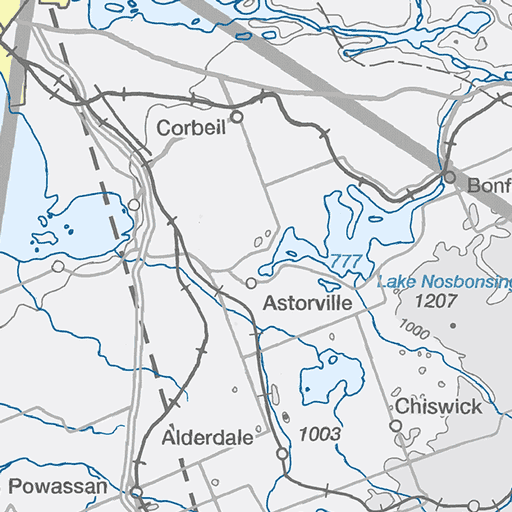 Corbeil
Bonf
777
Lake Nosbonsing
Astorville
1207
1000
Chiswick
Alderdale
1003
Powassan